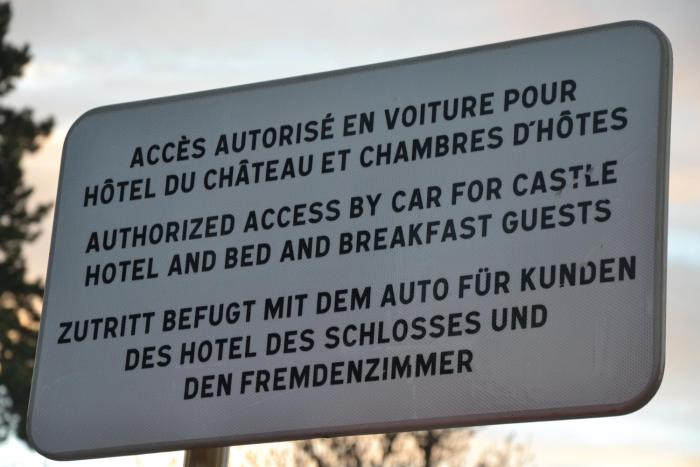 ACCÈS AUTORISÉ EN VOITURE POUR
HÔTEL DU CHÂTEAU ET CHAMBRES D'HÔTES
AUTHORIZED ACCESS BY CAR FOR CASTLE
HOTEL AND BED AND BREAKFAST GUESTS
ZUTRITT BEFUGT MIT DEM AUTO FÜR KUNDEN
DES HOTEL DES SCHLOSSES UND
DEN FREMDENZIMMER